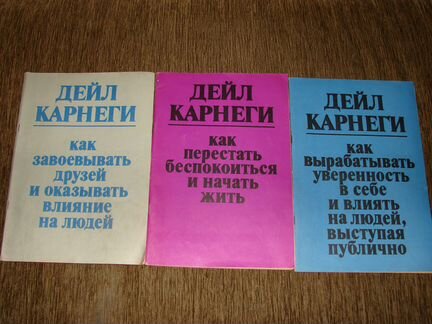 ДЕЙЛ
КАРНЕГИ
как
завоевывать
друзей
и оказывать
влияние
на людей
ДЕЙЛ
КАРНЕГИ
как
перестать
беспокоиться
и начать
жить
ДЕЙЛ
КАРНЕГИ
как
вырабатывать
уверенность
в себе
и влиять
на людей,
выступая
публично